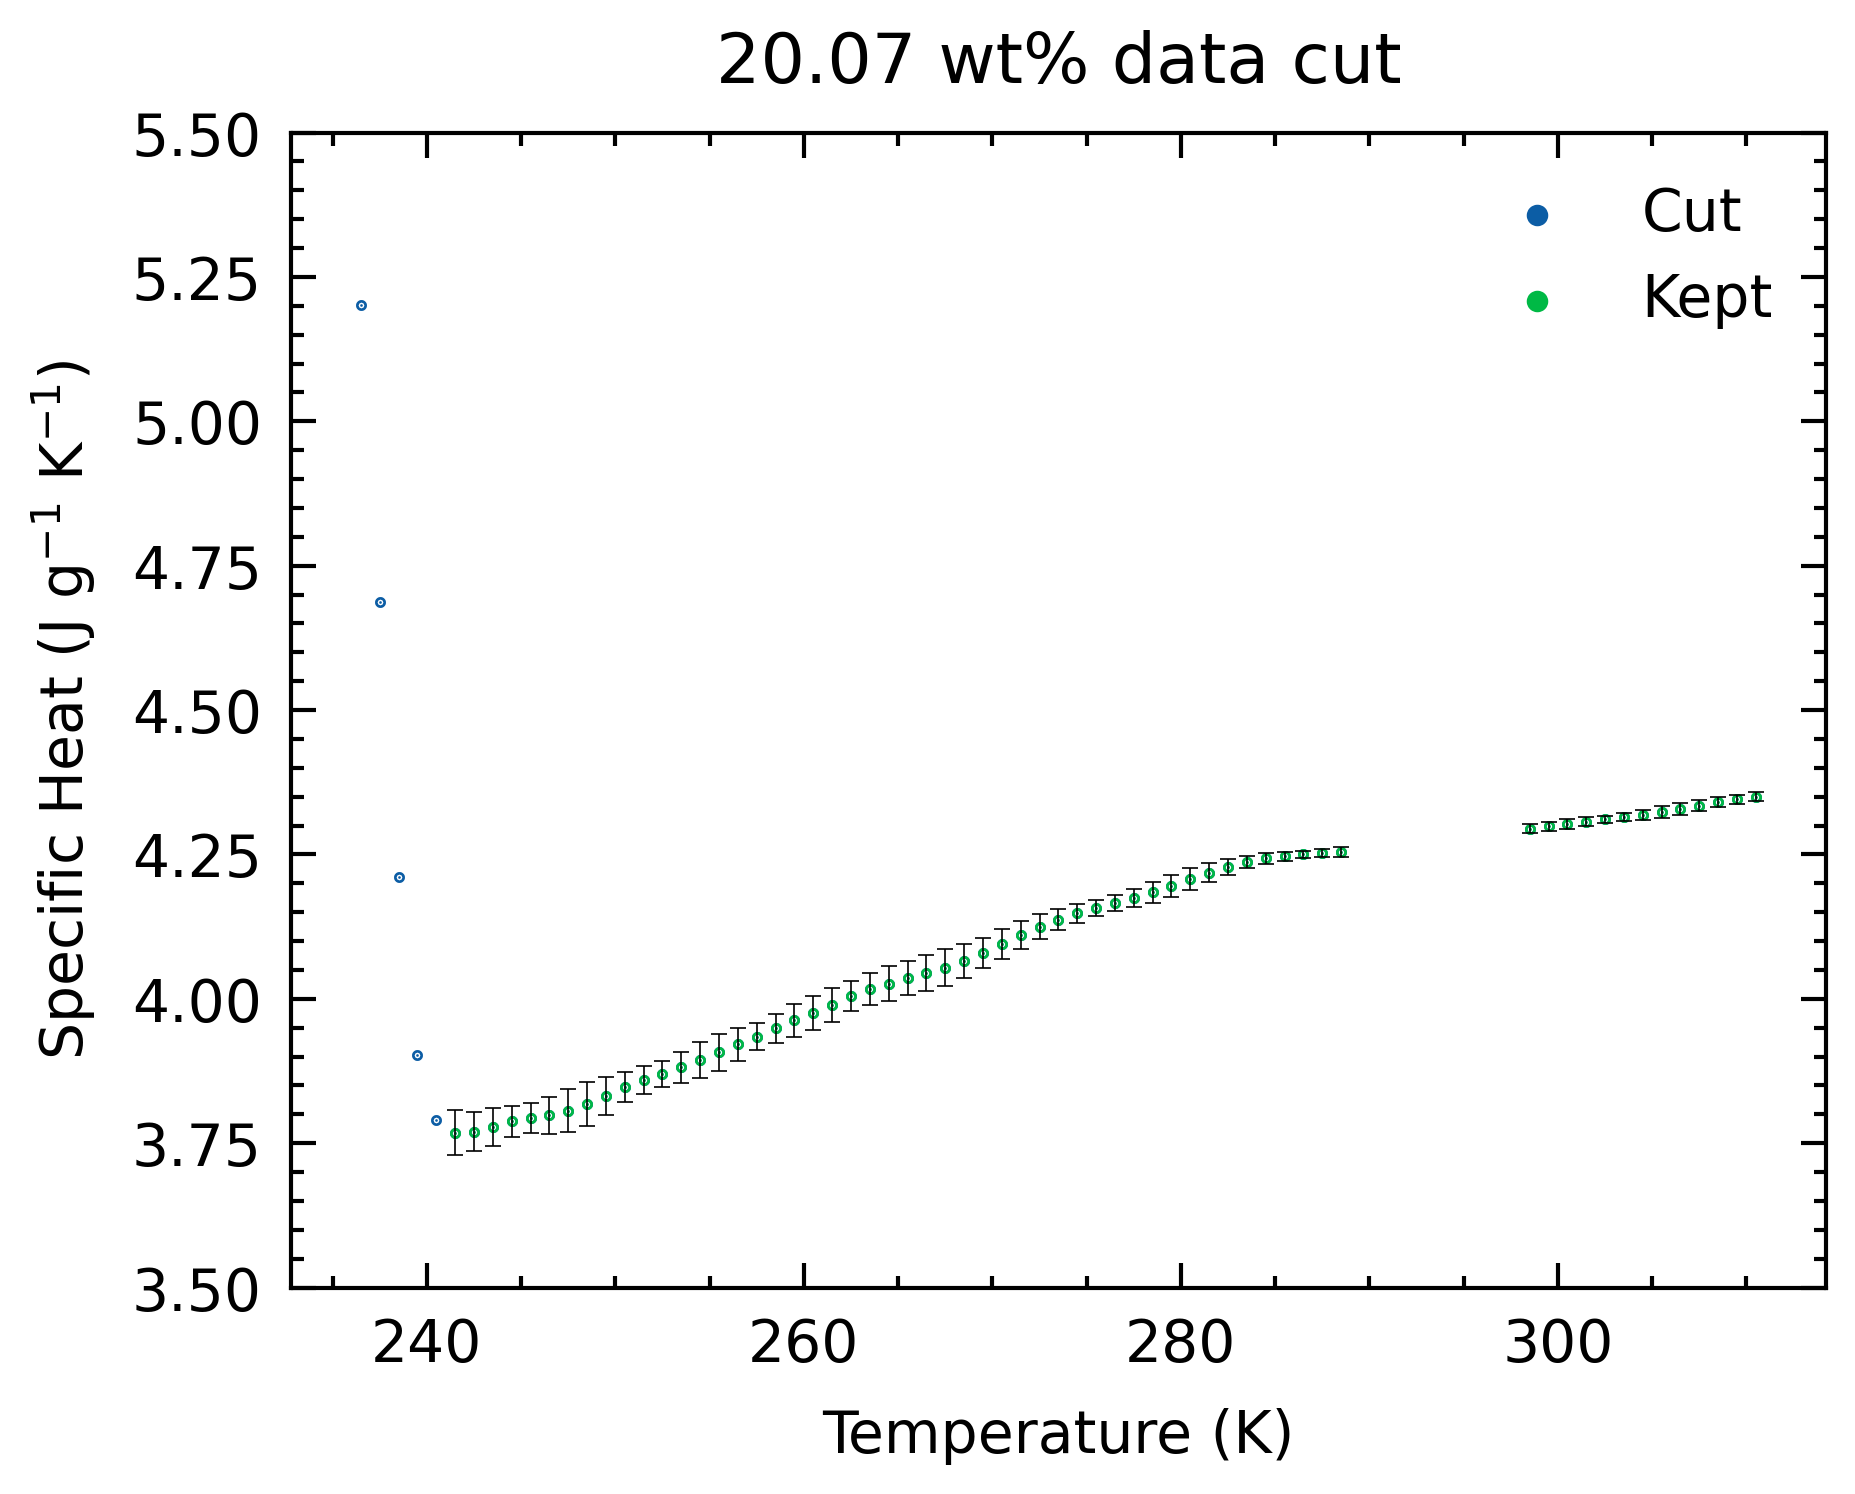 20.07 wt% data cut
5.50
5.25
5.00
4.75
4.50
4.25
4.00
3.75
3.50
Specific Heat (J g⁻¹ K⁻¹)
Cut
Kept
240 260 280 300
Temperature (K)